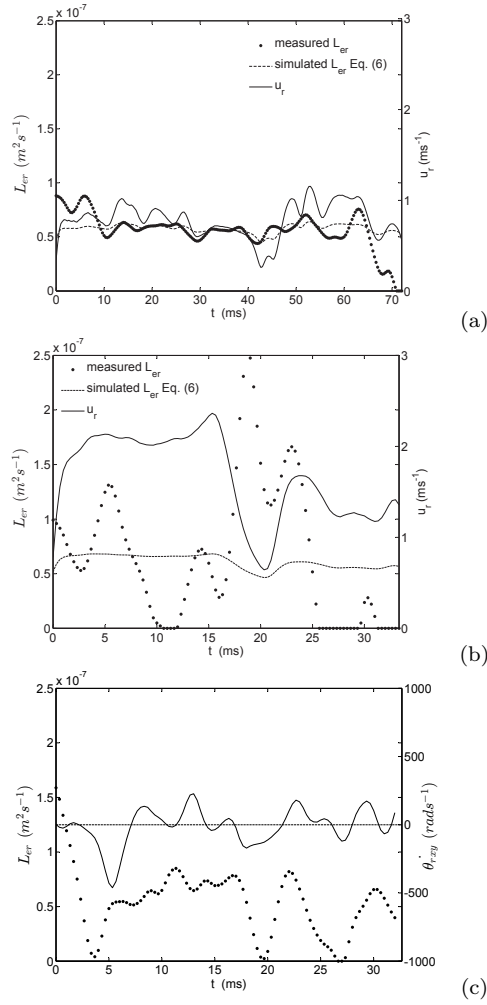 2.5 x 10⁻⁷
3
measured L_er
simulated L_er Eq. (6)
u_r
2
2
1.5
1
1
0.5
0
0
0 10 20 30 40 50 60 70
L_er (m²s⁻¹)
u_r (ms⁻¹)
t (ms)
(a)
2.5 x 10⁻⁷
3
measured L_er
simulated L_er Eq. (6)
u_r
2
2
1.5
1
1
0.5
0
0
0 5 10 15 20 25 30
L_er (m²s⁻¹)
u_r (ms⁻¹)
t (ms)
(b)
2.5 x 10⁻⁷
1000
2
500
1.5
0
1
-500
0.5
0
-1000
0 5 10 15 20 25 30
L_er (m²s⁻¹)
θ_rxy (rads⁻¹)
t (ms)
(c)